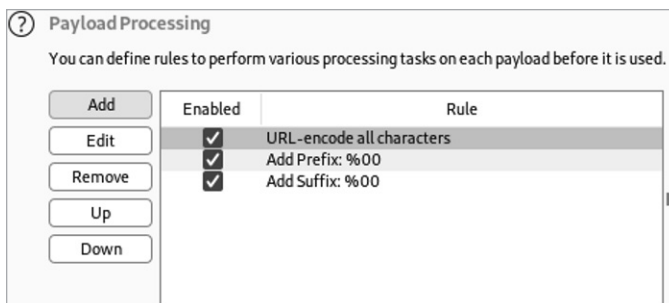 ?
Payload Processing
You can define rules to perform various processing tasks on each payload before it is used.
Add
Edit
Remove
Up
Down
Enabled Rule
URL-encode all characters
Add Prefix: %00
Add Suffix: %00